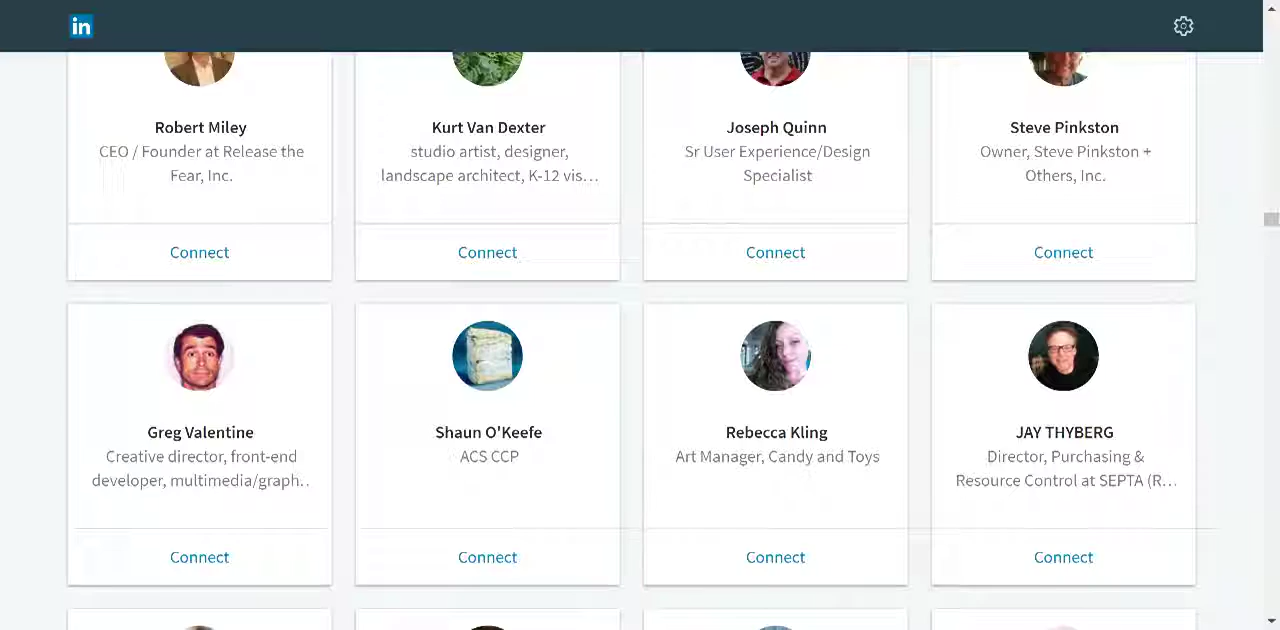 in
Robert Miley
CEO / Founder at Release the
Fear, Inc.
Connect
Kurt Van Dexter
studio artist, designer,
landscape architect, K-12 vis...
Connect
Joseph Quinn
Sr User Experience/Design
Specialist
Connect
Steve Pinkston
Owner, Steve Pinkston +
Others, Inc.
Connect
Greg Valentine
Creative director, front-end
developer, multimedia/graph..
Connect
Shaun O'Keefe
ACS CCP
Connect
Rebecca Kling
Art Manager, Candy and Toys
Connect
JAY THYBERG
Director, Purchasing &
Resource Control at SEPTA (R...
Connect